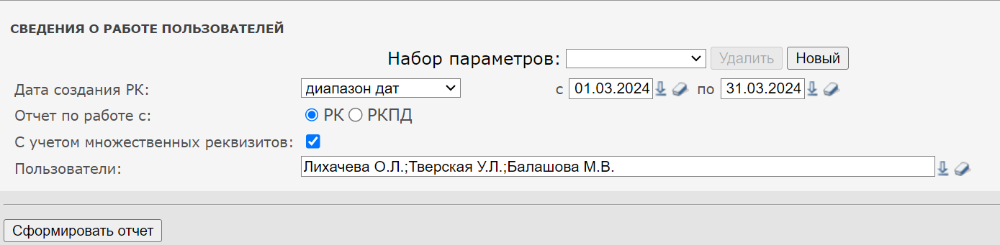 СВЕДЕНИЯ О РАБОТЕ ПОЛЬЗОВАТЕЛЕЙ
Набор параметров: Удалить Новый
Дата создания РК: диапазон дат с 01.03.2024 по 31.03.2024
Отчет по работе с: РК РКПД
С учетом множественных реквизитов:
Пользователи: Лихачева О.Л.;Тверская У.Л.;Балашова М.В.
Сформировать отчет